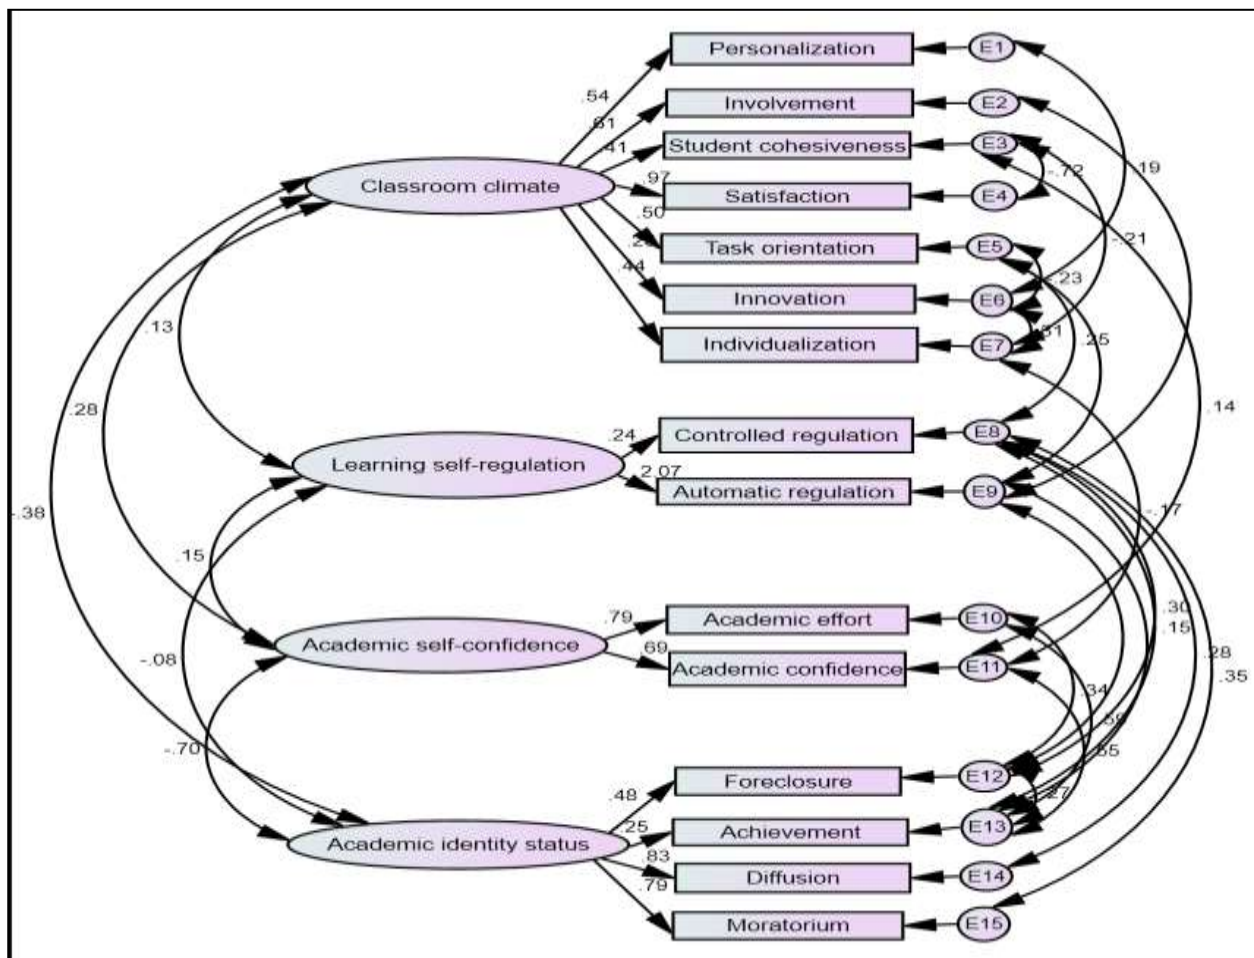 Personalization E1
.54
Involvement E2
.61
Student cohesiveness E3
.41
-.72
.19
Classroom climate
.97
Satisfaction E4
.50
Task orientation E5
-.21
.44
-.23
Innovation E6
.13
.31
.25
Individualization E7
.28
.14
.24
Controlled regulation E8
Learning self-regulation
2.07
Automatic regulation E9
-.38
-.17
.15
.79
Academic effort E10
.30
.15
Academic self-confidence
.69
Academic confidence E11
-.08
.28
.35
.34
-.70
Foreclosure E12
.48
.27
.25
Achievement E13
Academic identity status
.83
Diffusion E14
.79
Moratorium E15